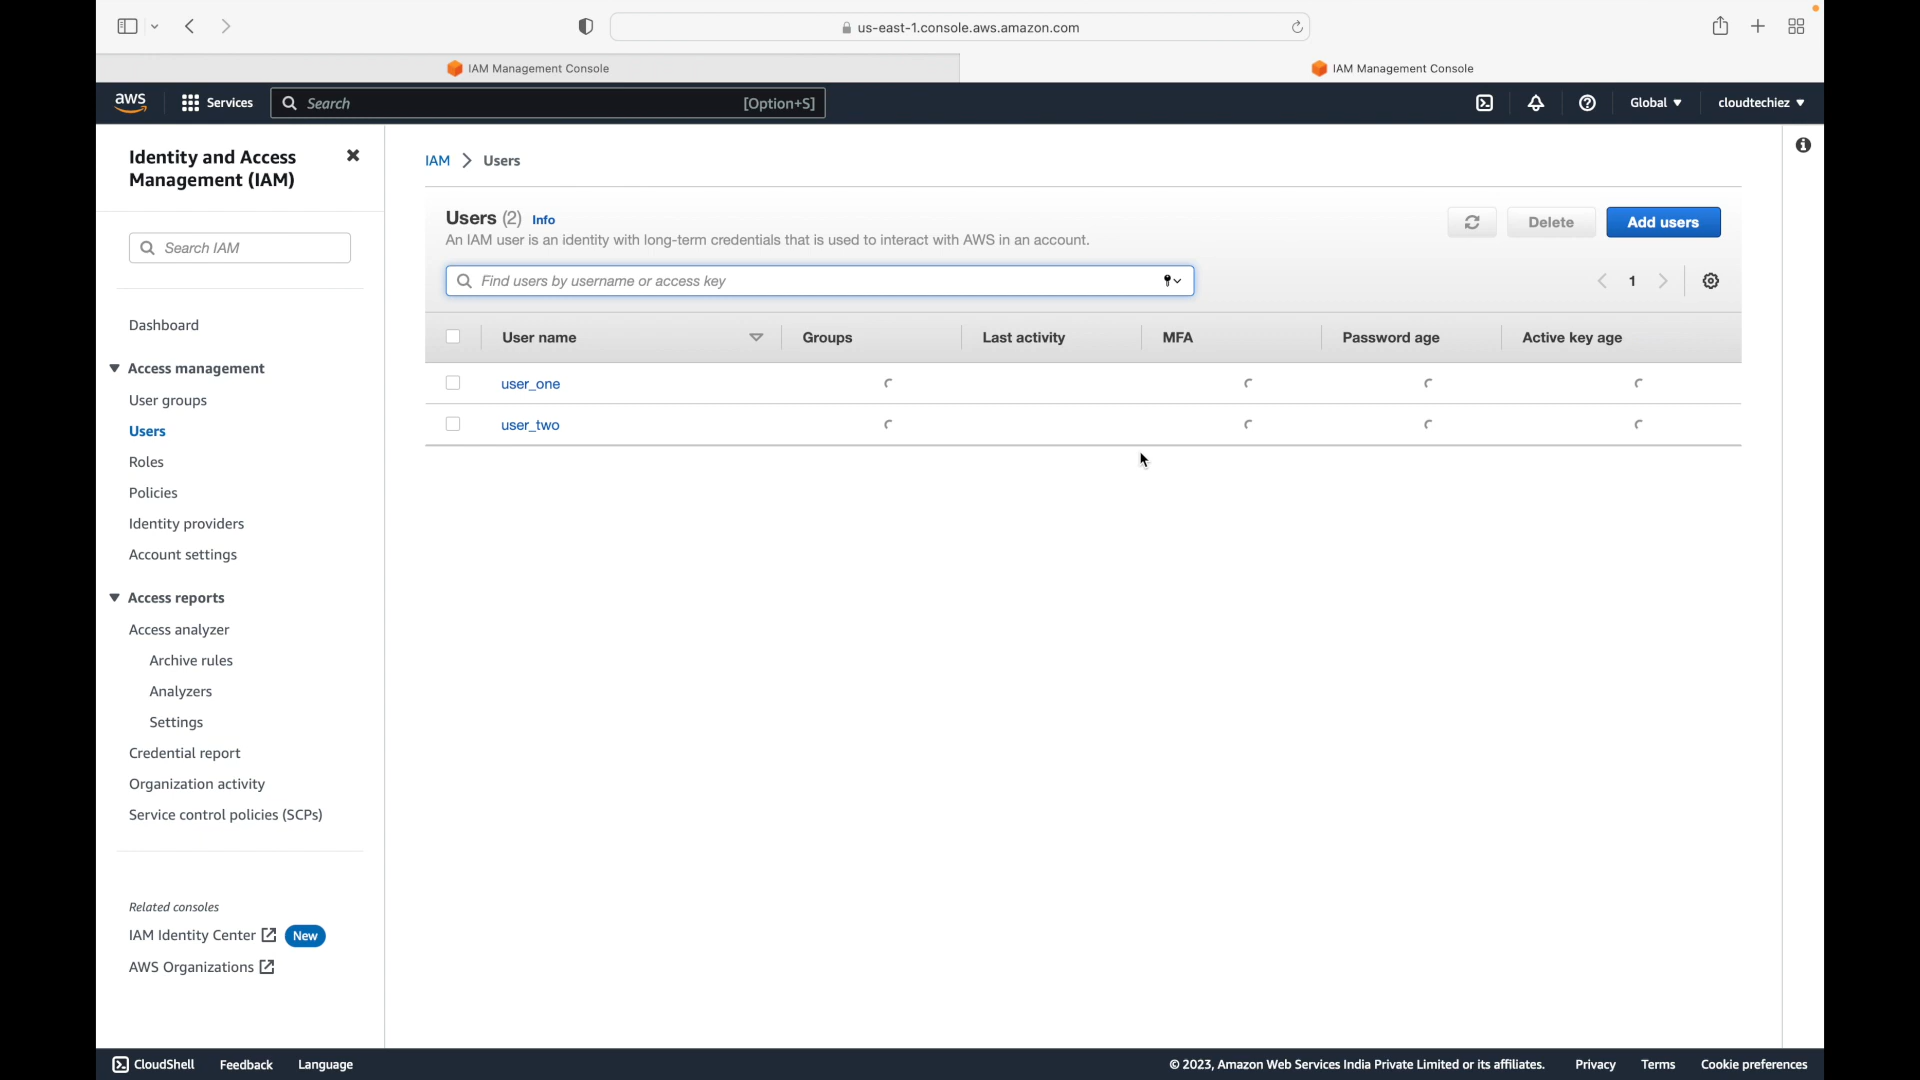 us-east-1.console.aws.amazon.com
IAM Management Console
IAM Management Console
aws
Services
Search
[Option+S]
Global
cloudtechiez
Identity and Access
Management (IAM)
Search IAM
Dashboard
Access management
User groups
Users
Roles
Policies
Identity providers
Account settings
Access reports
Access analyzer
Archive rules
Analyzers
Settings
Credential report
Organization activity
Service control policies (SCPs)
Related consoles
IAM Identity Center New
AWS Organizations
IAM > Users
Users (2) Info
An IAM user is an identity with long-term credentials that is used to interact with AWS in an account.
Delete
Add users
Find users by username or access key
1
User name Groups Last activity MFA Password age Active key age
user_one
user_two
CloudShell Feedback Language
© 2023, Amazon Web Services India Private Limited or its affiliates. Privacy Terms Cookie preferences